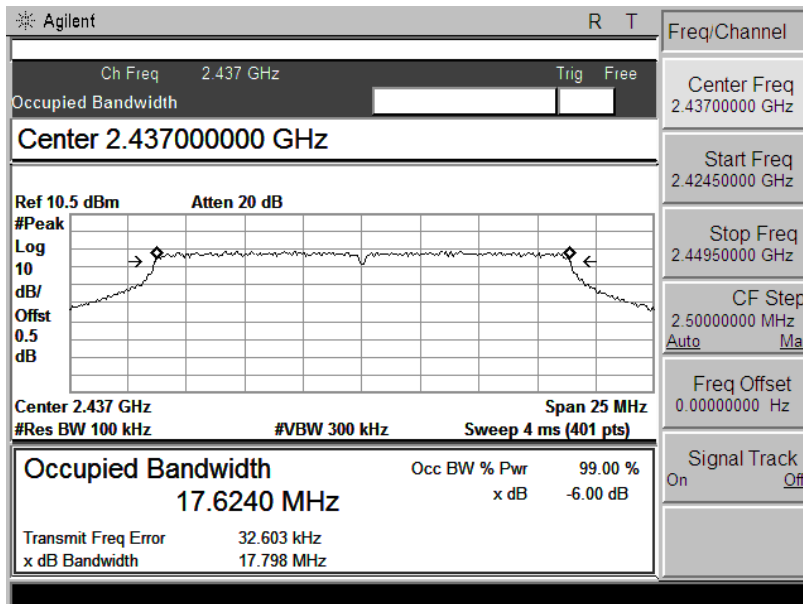 Agilent R T
Freq/Channel
Ch Freq 2.437 GHz Trig Free
Occupied Bandwidth
Center 2.437000000 GHz
Ref 10.5 dBm Atten 20 dB
#Peak
Log
10
dB/
Offst
0.5
dB
Center 2.437 GHz Span 25 MHz
#Res BW 100 kHz #VBW 300 kHz Sweep 4 ms (401 pts)
Occupied Bandwidth
17.6240 MHz
Occ BW % Pwr 99.00 %
x dB -6.00 dB
Transmit Freq Error 32.603 kHz
x dB Bandwidth 17.798 MHz
Center Freq
2.43700000 GHz
Start Freq
2.42450000 GHz
Stop Freq
2.44950000 GHz
CF Step
2.50000000 MHz
Auto Ma
Freq Offset
0.00000000 Hz
Signal Track
On Off